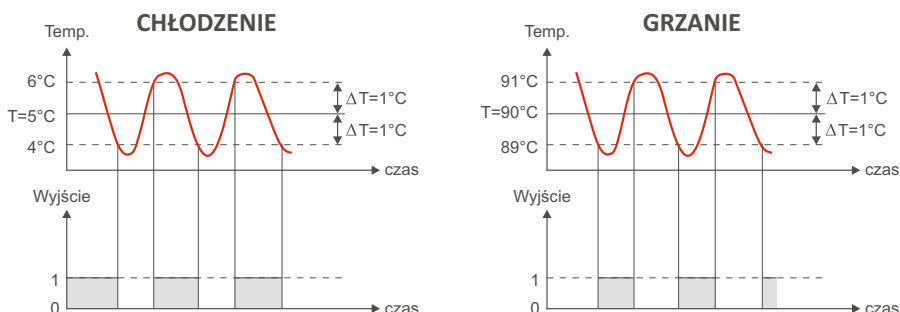 CHŁODZENIE
Temp.
6°C
T=5°C
4°C
ΔT=1°C
ΔT=1°C
czas
Wyjście
1
0
czas
GRZANIE
Temp.
91°C
T=90°C
89°C
ΔT=1°C
ΔT=1°C
czas
Wyjście
1
0
czas